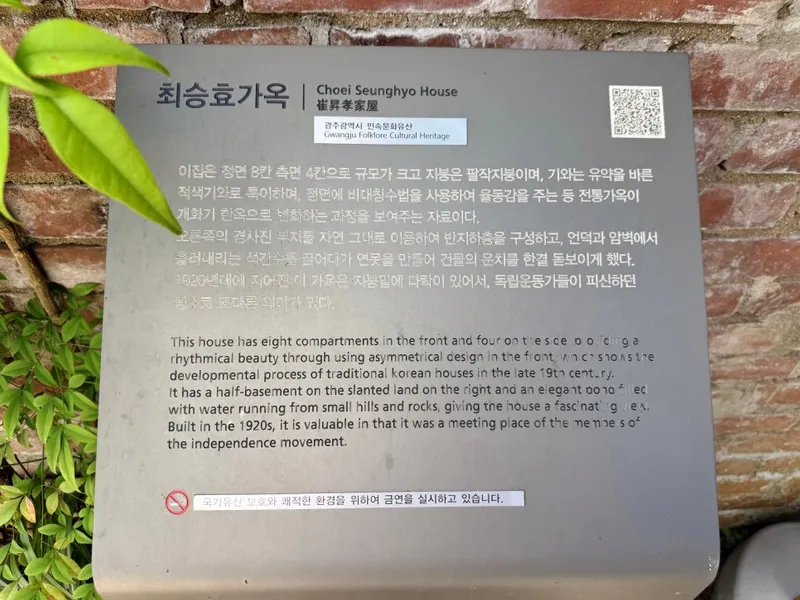 최승효가옥
Choei Seunghyo House
崔昇孝家屋
광주광역시 민속문화유산
Gwangju Folklore Cultural Heritage
이집은 정면 8칸 측면 4칸으로 규모가 크고 지붕은 팔작지붕이며, 기와는 유약을 바른
적색기와로 특이하며, 정면에 비대칭수법을 사용하여 율동감을 주는 등 전통가옥이
개화기 한옥으로 변화하는 과정을 보여주는 자료이다.
오른쪽의 경사진 부지를 자연 그대로 이용하여 반지하층을 구성하고, 언덕과 암벽에서
흘러내리는 석간수를 끌어다가 연못을 만들어 건물의 운치를 한결 돋보이게 했다.
1920년대에 지어진 이 가옥은 지붕밑에 다락이 있어서, 독립운동가들이 피신하던
장소로 또다른 의미가 있다.
This house has eight compartments in the front and four on the side providing a
rhythmical beauty through using asymmetrical design in the front, which shows the
developmental process of traditional korean houses in the late 19th century.
It has a half-basement on the slanted land on the right and an elegant pond filled
with water running from small hills and rocks, giving the house a fascinating
Built in the 1920s, it is valuable in that it was a meeting place of the members of
the independence movement.
국가유산 보호와 쾌적한 환경을 위하여 금연을 실시하고 있습니다.